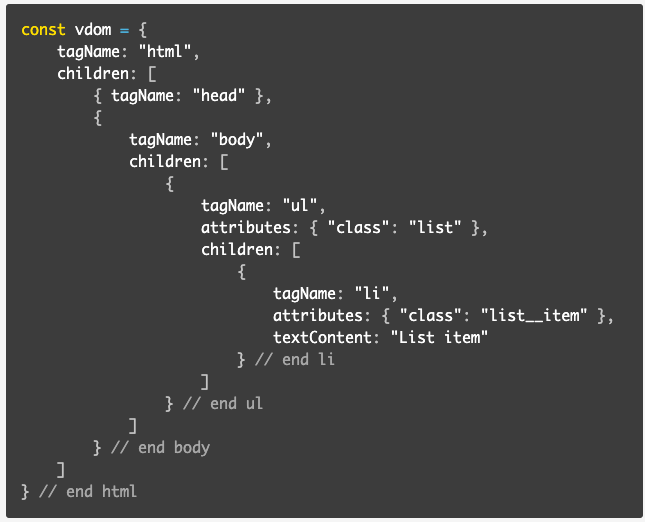 const vdom = {
    tagName: "html",
    children: [
        { tagName: "head" },
        {
            tagName: "body",
            children: [
                {
                    tagName: "ul",
                    attributes: { "class": "list" },
                    children: [
                        {
                            tagName: "li",
                            attributes: { "class": "list__item" },
                            textContent: "List item"
                        } // end li
                    ]
                } // end ul
            ]
        } // end body
    ]
} // end html